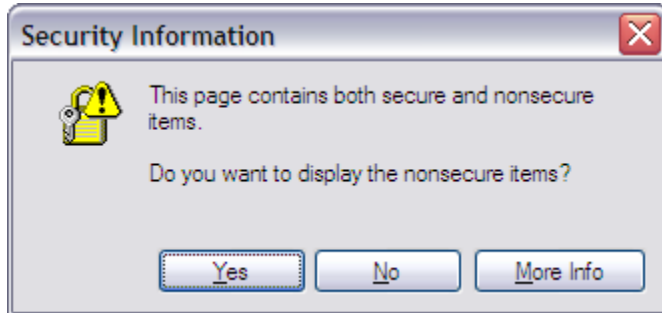 Security Information
This page contains both secure and nonsecure
items.
Do you want to display the nonsecure items?
Yes
No
More Info